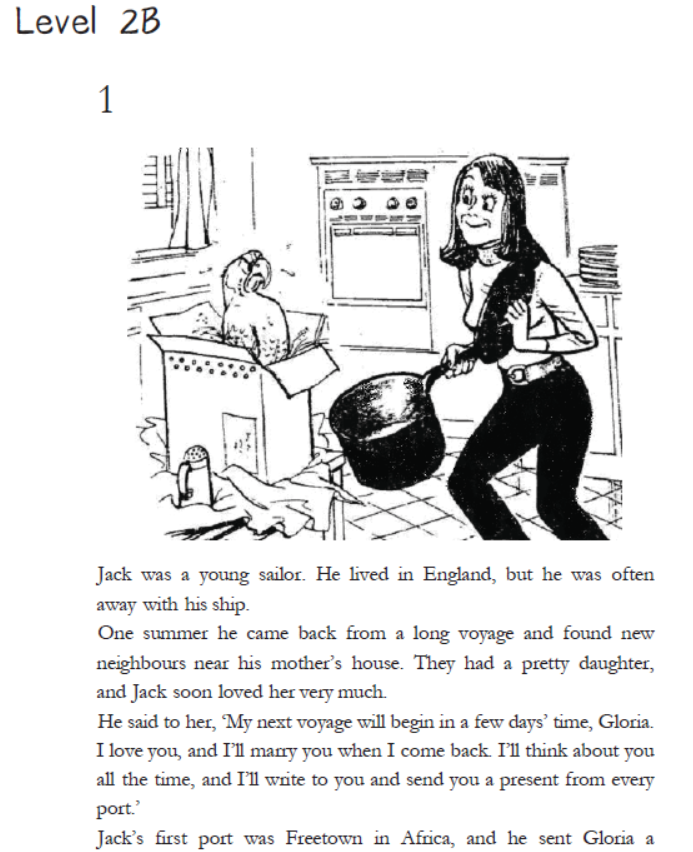 Level 2B
1
Jack was a young sailor. He lived in England, but he was often
away with his ship.
One summer he came back from a long voyage and found new
neighbours near his mother’s house. They had a pretty daughter,
and Jack soon loved her very much.
He said to her, ‘My next voyage will begin in a few days’ time, Gloria.
I love you, and I’ll marry you when I come back. I’ll think about you
all the time, and I’ll write to you and send you a present from every
port.’
Jack’s first port was Freetown in Africa, and he sent Gloria a